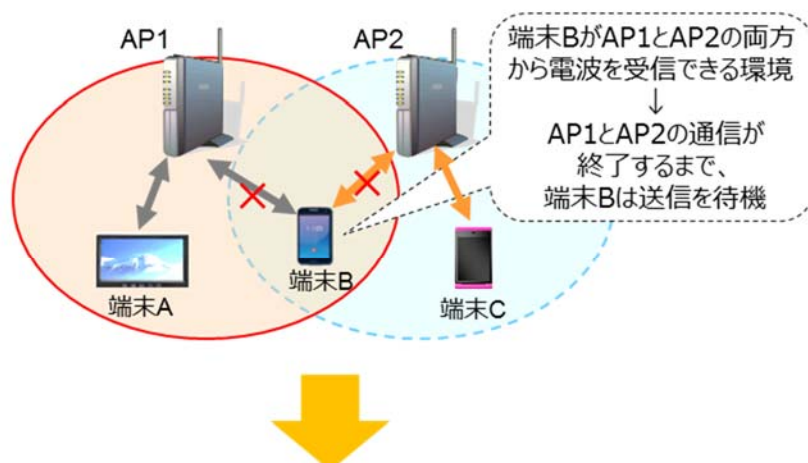 AP1
AP2
端末BがAP1とAP2の両方
から電波を受信できる環境
↓
AP1とAP2の通信が
終了するまで、
端末Bは送信を待機
端末A
端末B
端末C